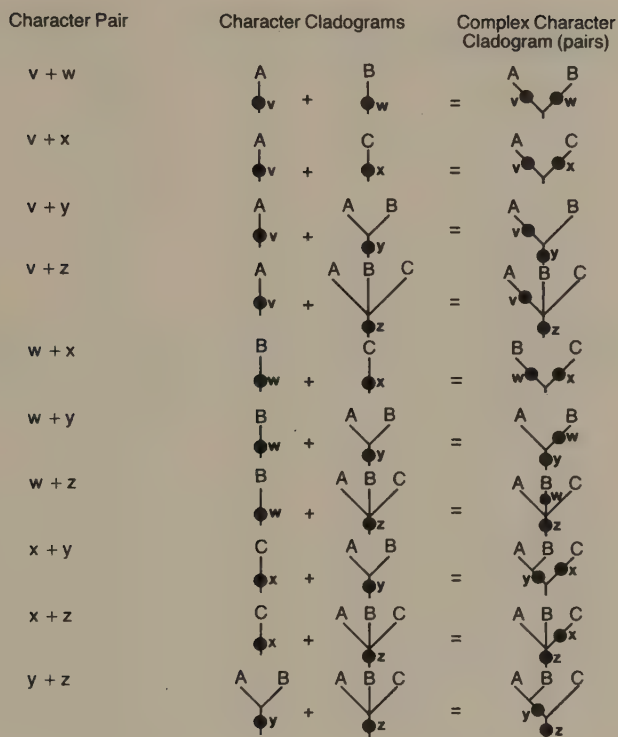 Character Pair Character Cladograms Complex Character
Cladogram (pairs)
A B A B
v + w v + w = v w
A C A C
v + x v + x = v x
A A B A B
v + y v + y = v y
A A B C A B C
v + z v + z = v z
B C B C
w + x w + x = w x
B A B A B
w + y w + y = w y
B A B C A B C
w + z w + z = w z
C A B A B C
x + y x + y = y x
C A B C A B C
x + z x + z = x z
A B A B C A B C
y + z y + z = y z